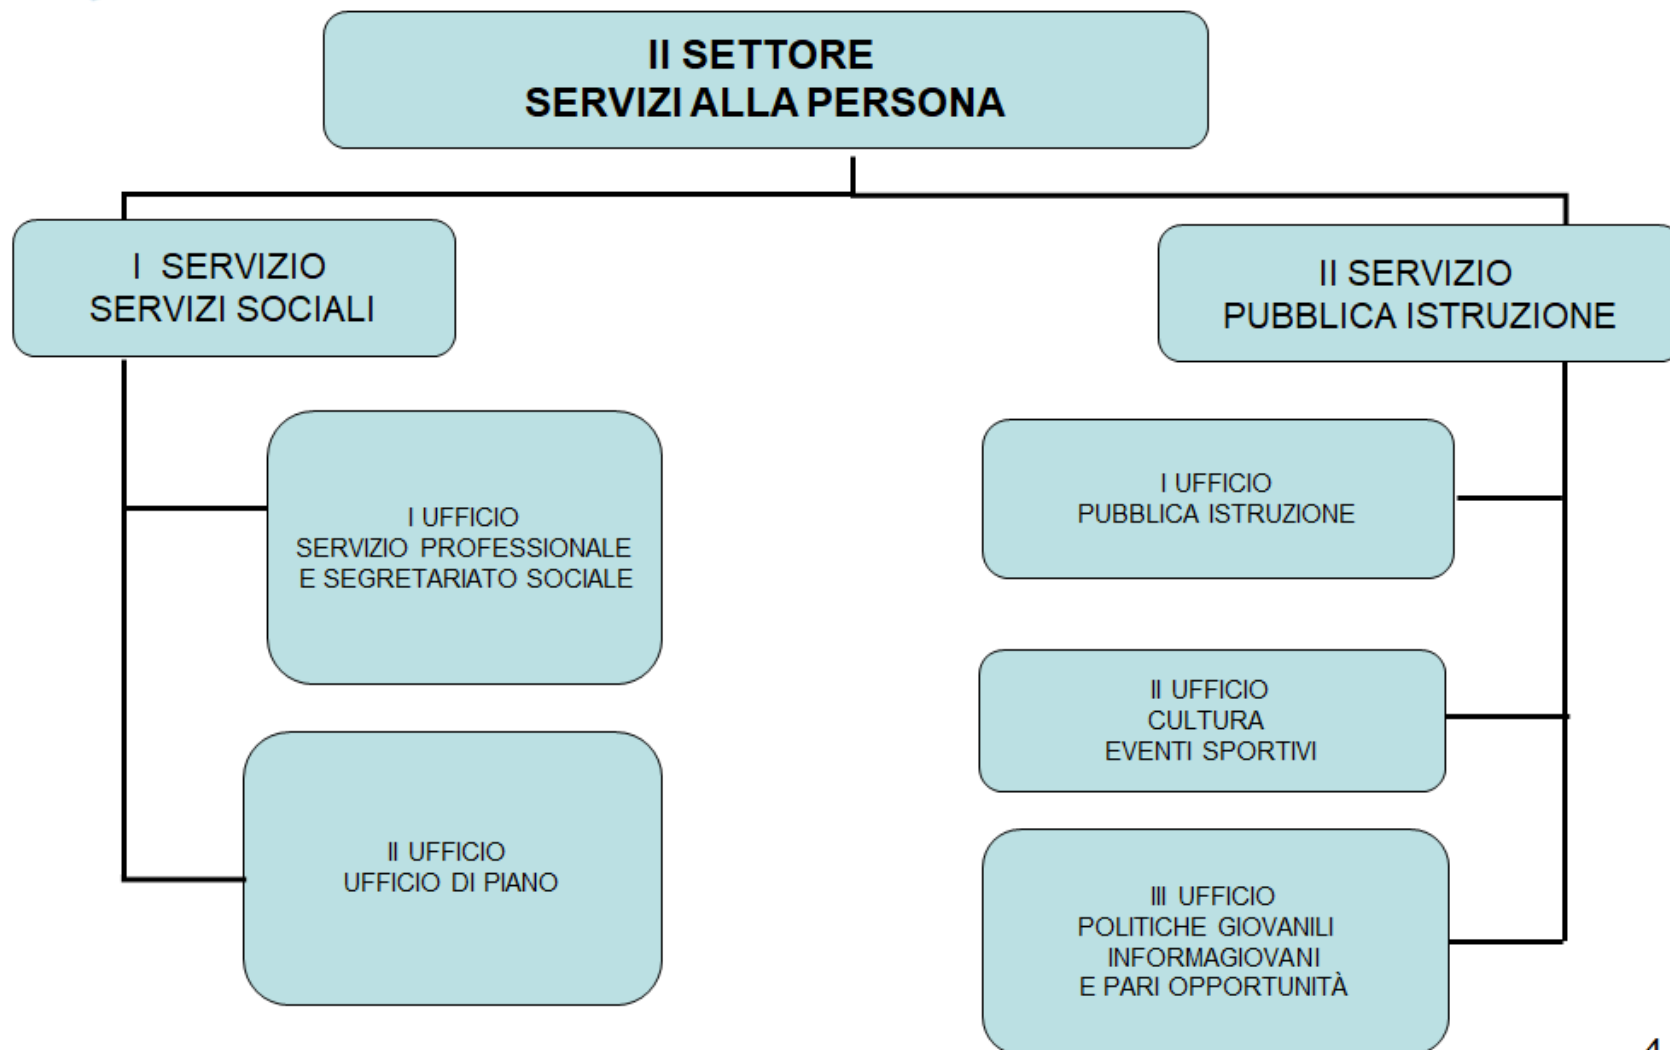 II SETTORE
SERVIZI ALLA PERSONA
I SERVIZIO
SERVIZI SOCIALI
II SERVIZIO
PUBBLICA ISTRUZIONE
I UFFICIO
SERVIZIO PROFESSIONALE
E SEGRETARIATO SOCIALE
II UFFICIO
UFFICIO DI PIANO
I UFFICIO
PUBBLICA ISTRUZIONE
II UFFICIO
CULTURA
EVENTI SPORTIVI
III UFFICIO
POLITICHE GIOVANILI
INFORMAGIOVANI
E PARI OPPORTUNITÀ
4